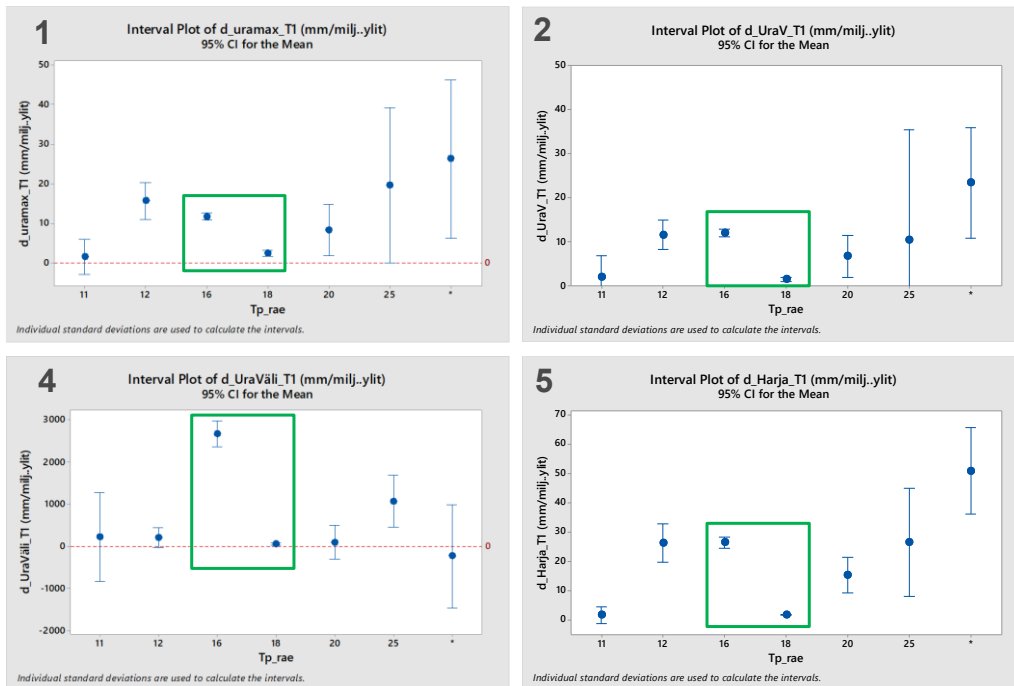 1
Interval Plot of d_uramax_T1 (mm/milj..ylit)
95% CI for the Mean
d_uramax_T1 (mm/milj..ylit)
50
40
30
20
10
0
0
11 12 16 18 20 25 *
Tp_rae
Individual standard deviations are used to calculate the intervals.
2
Interval Plot of d_UraV_T1 (mm/milj..ylit)
95% CI for the Mean
d_UraV_T1 (mm/milj..ylit)
50
40
30
20
10
0
11 12 16 18 20 25 *
Tp_rae
Individual standard deviations are used to calculate the intervals.
4
Interval Plot of d_UraVäli_T1 (mm/milj..ylit)
95% CI for the Mean
d_UraVäli_T1 (mm/milj..ylit)
3000
2000
1000
0
0
-1000
-2000
11 12 16 18 20 25 *
Tp_rae
Individual standard deviations are used to calculate the intervals.
5
Interval Plot of d_Harja_T1 (mm/milj..ylit)
95% CI for the Mean
d_Harja_T1 (mm/milj..ylit)
70
60
50
40
30
20
10
0
11 12 16 18 20 25 *
Tp_rae
Individual standard deviations are used to calculate the intervals.